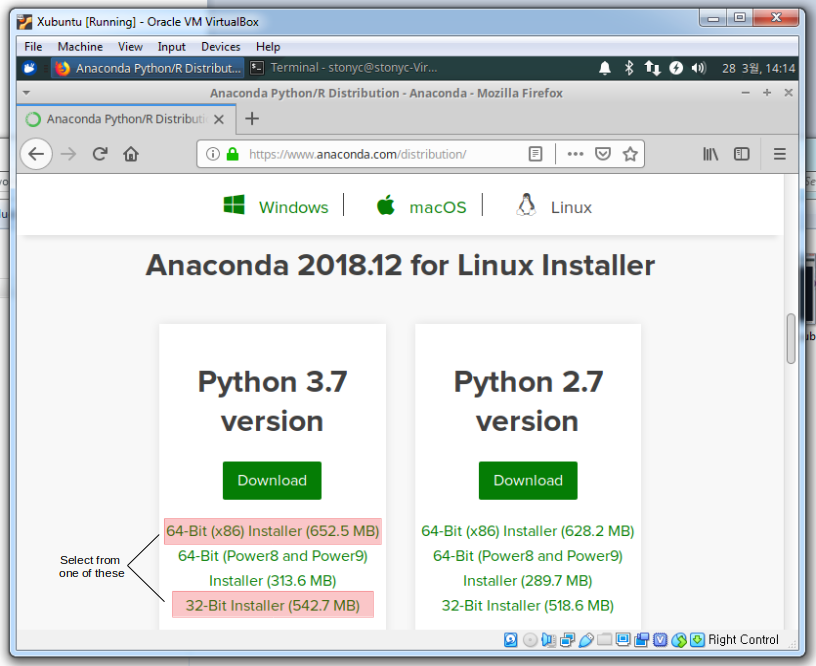 Xubuntu [Running] - Oracle VM VirtualBox
File Machine View Input Devices Help
Anaconda Python/R Distribut... Terminal - stonyc@stonyc-Vir... 28 3월, 14:14
Anaconda Python/R Distribution - Anaconda - Mozilla Firefox
Anaconda Python/R Distributi
https://www.anaconda.com/distribution/
Windows macOS Linux
Anaconda 2018.12 for Linux Installer
Python 3.7
version
Download
64-Bit (x86) Installer (652.5 MB)
64-Bit (Power8 and Power9)
Installer (313.6 MB)
32-Bit Installer (542.7 MB)
Python 2.7
version
Download
64-Bit (x86) Installer (628.2 MB)
64-Bit (Power8 and Power9)
Installer (289.7 MB)
32-Bit Installer (518.6 MB)
Select from
one of these
Right Control